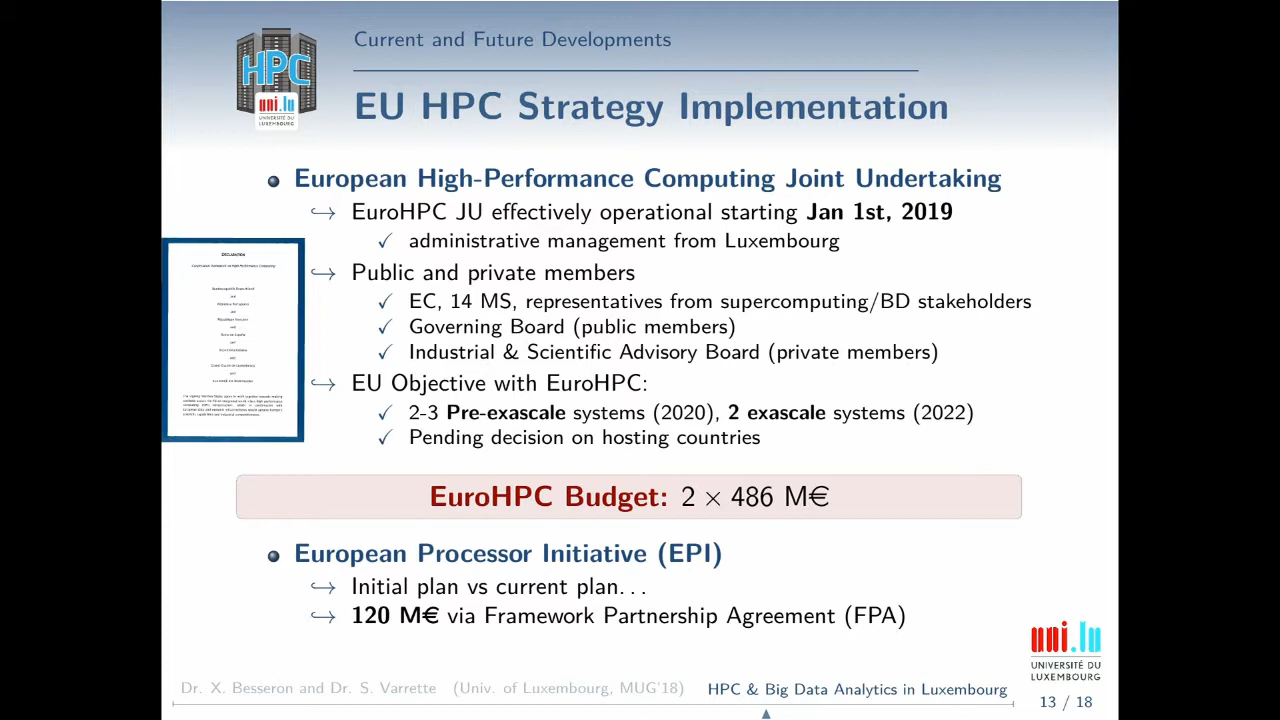 Current and Future Developments
HPC
uni.lu
UNIVERSITÉ DU
LUXEMBOURG
EU HPC Strategy Implementation
European High-Performance Computing Joint Undertaking
↪ EuroHPC JU effectively operational starting Jan 1st, 2019
✓ administrative management from Luxembourg
↪ Public and private members
✓ EC, 14 MS, representatives from supercomputing/BD stakeholders
✓ Governing Board (public members)
✓ Industrial & Scientific Advisory Board (private members)
↪ EU Objective with EuroHPC:
✓ 2-3 Pre-exascale systems (2020), 2 exascale systems (2022)
✓ Pending decision on hosting countries
DECLARATION
EuroHPC Budget: 2 × 486 M€
European Processor Initiative (EPI)
↪ Initial plan vs current plan...
↪ 120 M€ via Framework Partnership Agreement (FPA)
uni.lu
UNIVERSITÉ DU
LUXEMBOURG
Dr. X. Besseron and Dr. S. Varrette (Univ. of Luxembourg, MUG'18)
HPC & Big Data Analytics in Luxembourg
13 / 18